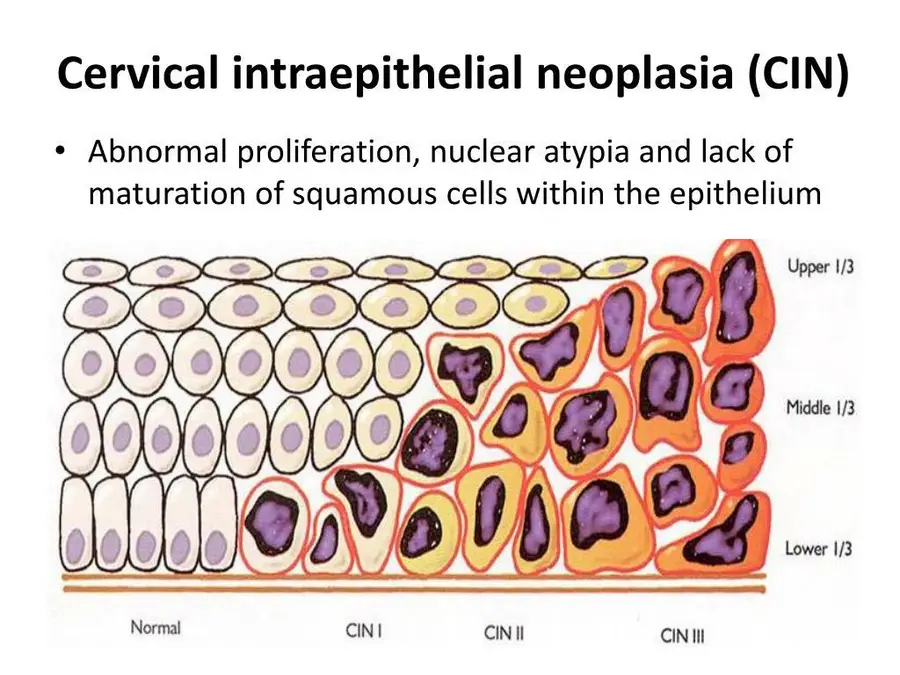 Cervical intraepithelial neoplasia (CIN)
• Abnormal proliferation, nuclear atypia and lack of
maturation of squamous cells within the epithelium
Upper 1/3
Middle 1/3
Lower 1/3
Normal
CIN I
CIN II
CIN III